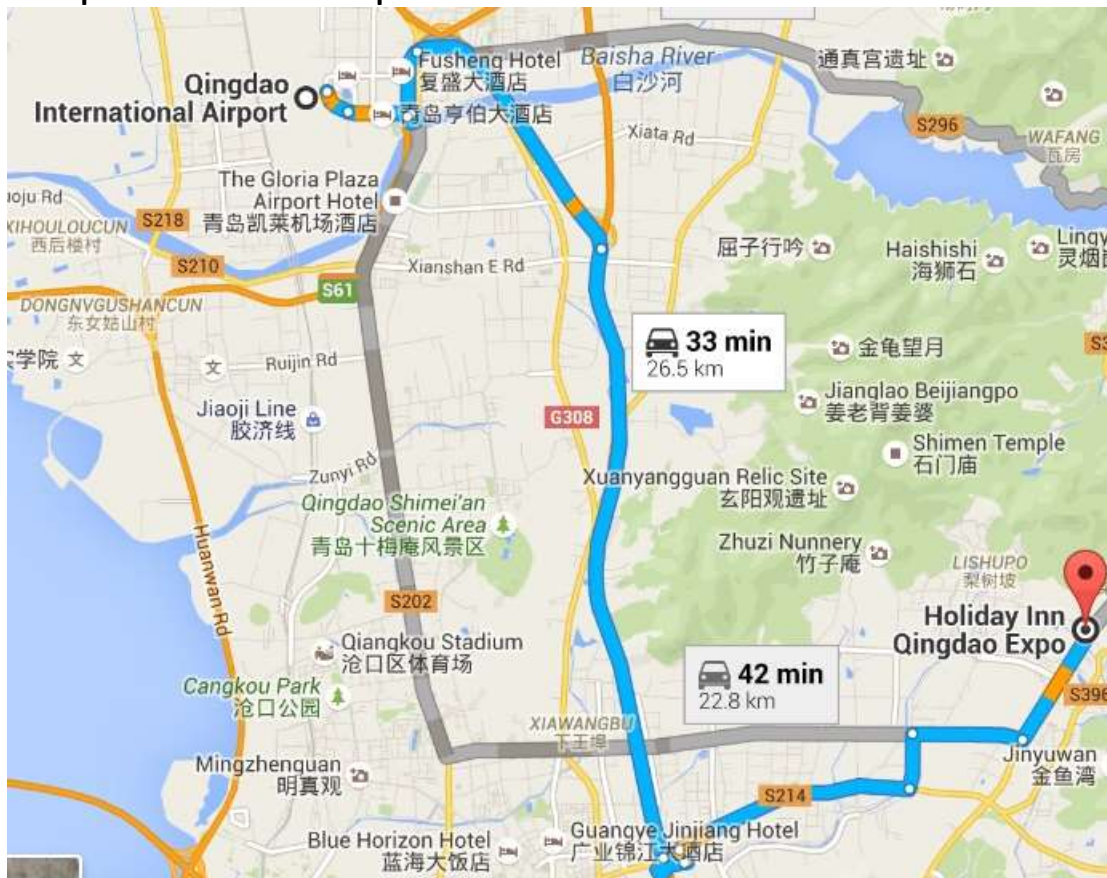 Fusheng Hotel
复盛大酒店
Baisha River
白沙河
通真宫遗址
Qingdao
International Airport
青岛亨伯大酒店
Xiata Rd
S296
WAFANG
瓦房
The Gloria Plaza
Airport Hotel
青岛凯莱机场酒店
XIHOULOUCUN
西后楼村
S218
S210
Xianshan E Rd
屈子行吟
Haishishi
海狮石
S61
DONGNVGUSHANCUN
东女姑山村
33 min
26.5 km
金龟望月
学院
文
文
Ruijin Rd
Jiaoji Line
胶济线
G308
Jianglao Beijiangpo
姜老背姜婆
Shimen Temple
石门庙
Zunyi Rd
Xuanyangguan Relic Site
玄阳观遗址
Qingdao Shimei'an
Scenic Area
青岛十梅庵风景区
Huanwan Rd
Zhuzi Nunnery
竹子庵
LISHUPO
梨树坡
S202
Holiday Inn
Qingdao Expo
Qiangkou Stadium
沧口区体育场
42 min
22.8 km
Cangkou Park
沧口公园
S396
XIAWANGBU
下王埠
Mingzhenguan
明真观
Jinyuwan
金鱼湾
S214
Blue Horizon Hotel
蓝海大饭店
Guangye Jinjiang Hotel
广业锦江大酒店